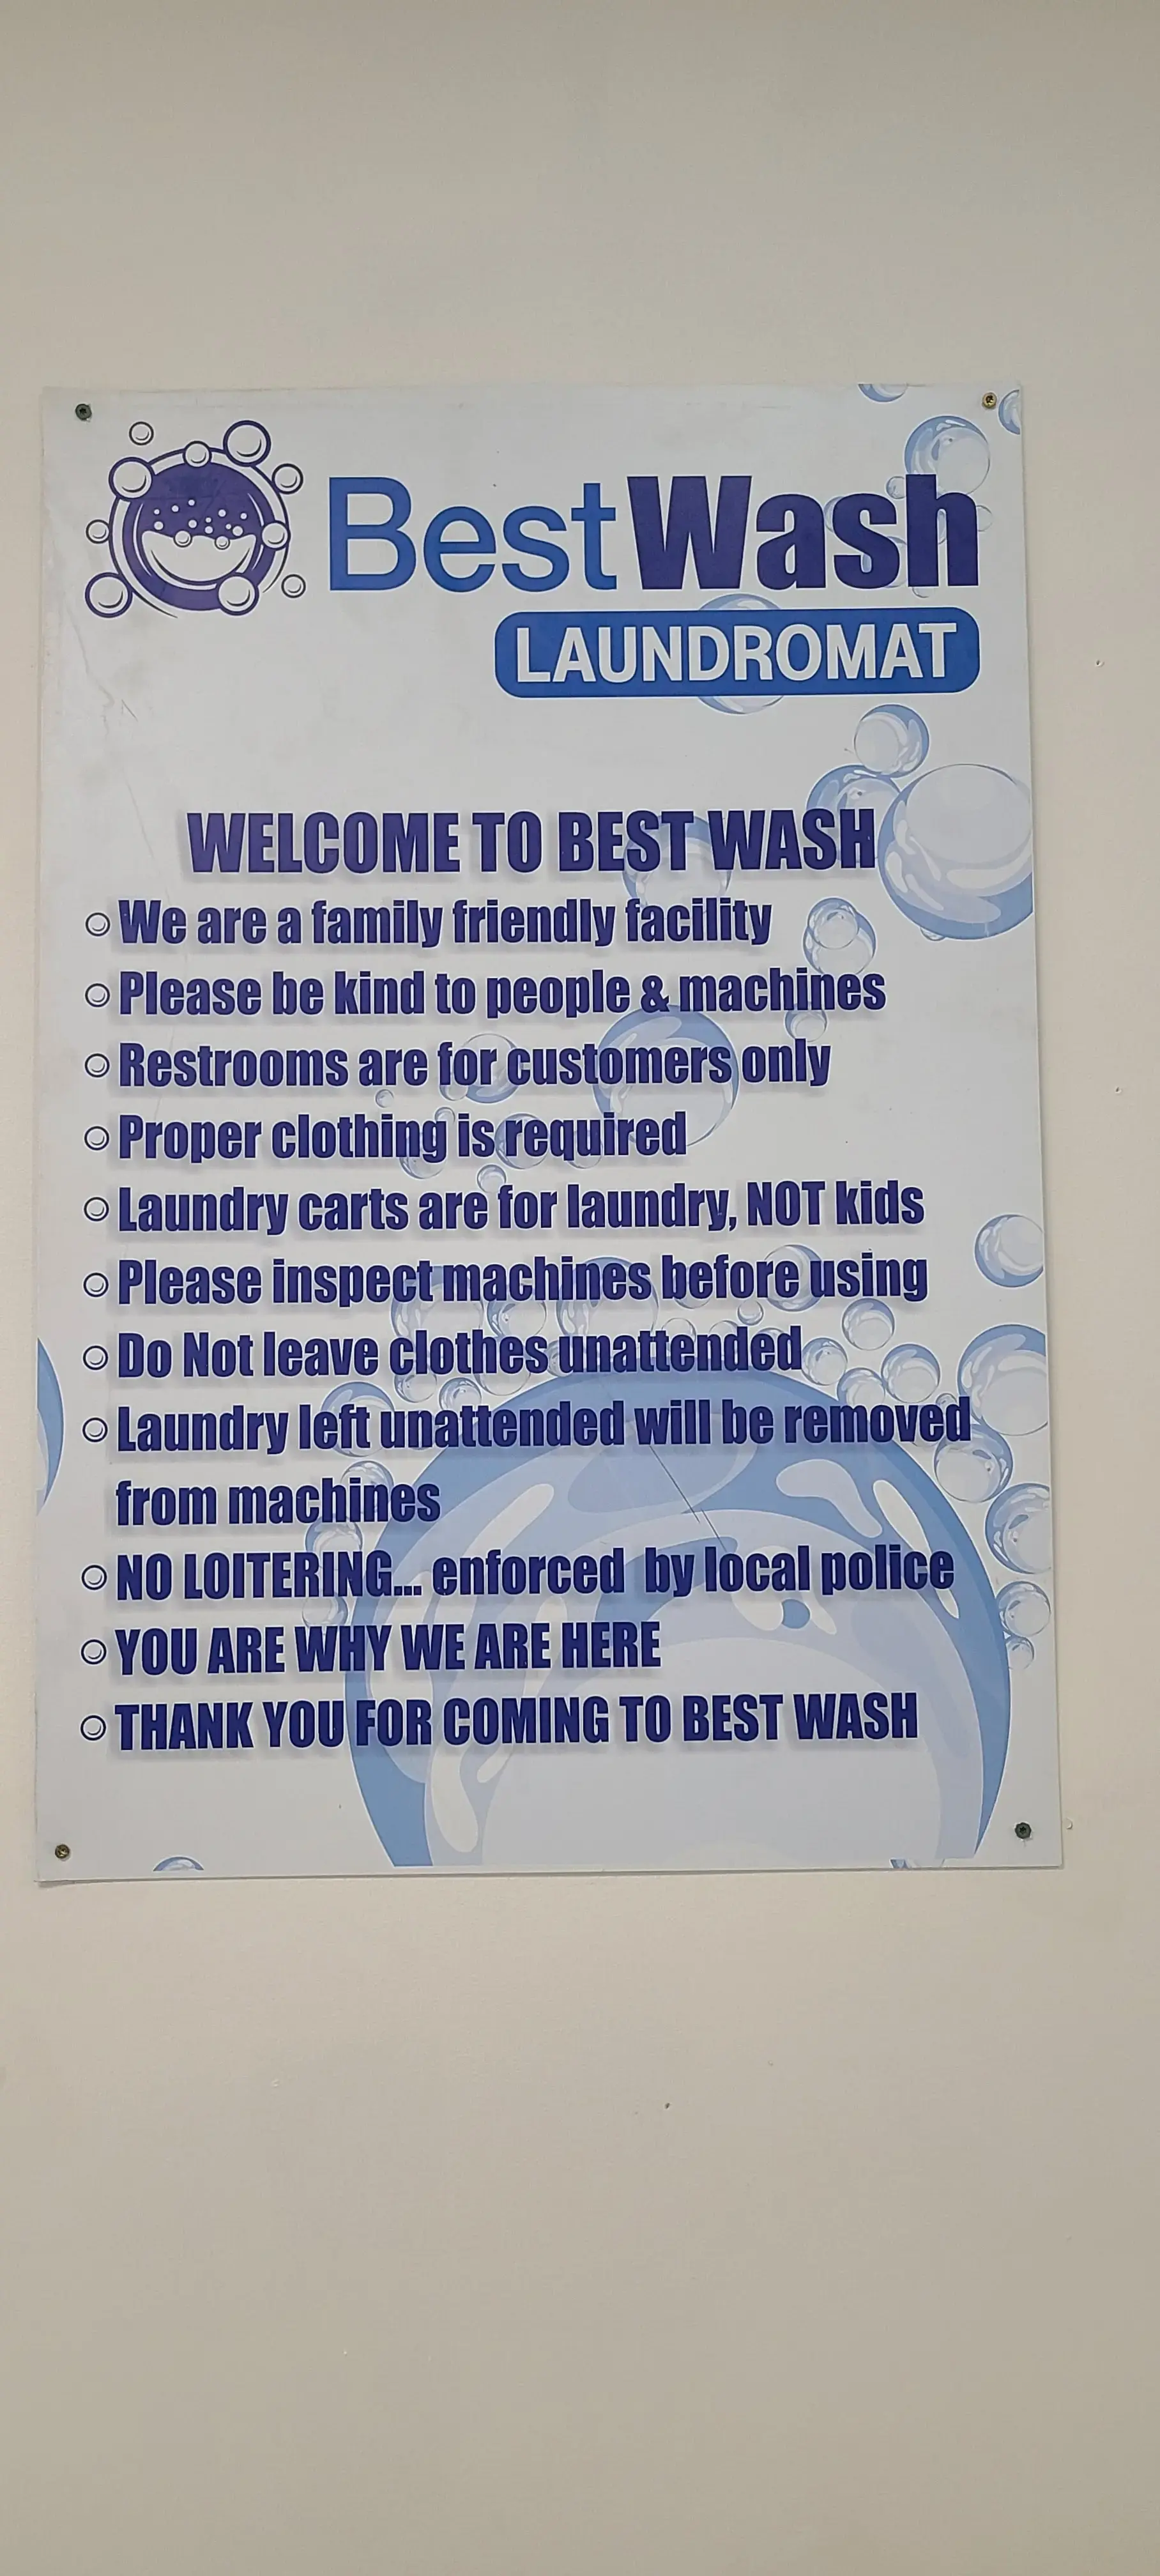 BestWash
LAUNDROMAT
WELCOME TO BEST WASH
We are a family friendly facility
Please be kind to people & machines
Restrooms are for customers only
Proper clothing is required
Laundry carts are for laundry, NOT kids
Please inspect machines before using
Do Not leave clothes unattended
Laundry left unattended will be removed
from machines
NO LOITERING... enforced by local police
YOU ARE WHY WE ARE HERE
THANK YOU FOR COMING TO BEST WASH